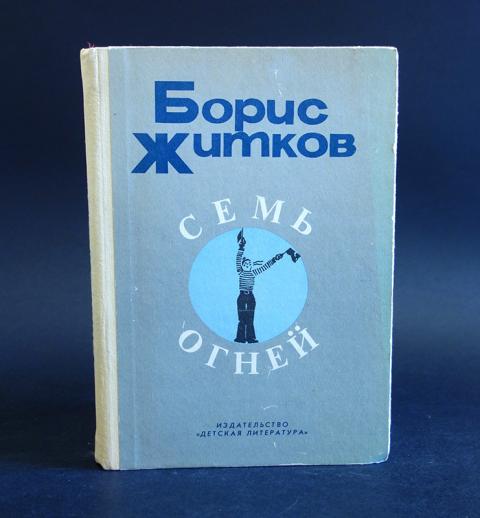 Борис
Житков
СЕМЬ
ОГНЕЙ
ИЗДАТЕЛЬСТВО
«ДЕТСКАЯ ЛИТЕРАТУРА»